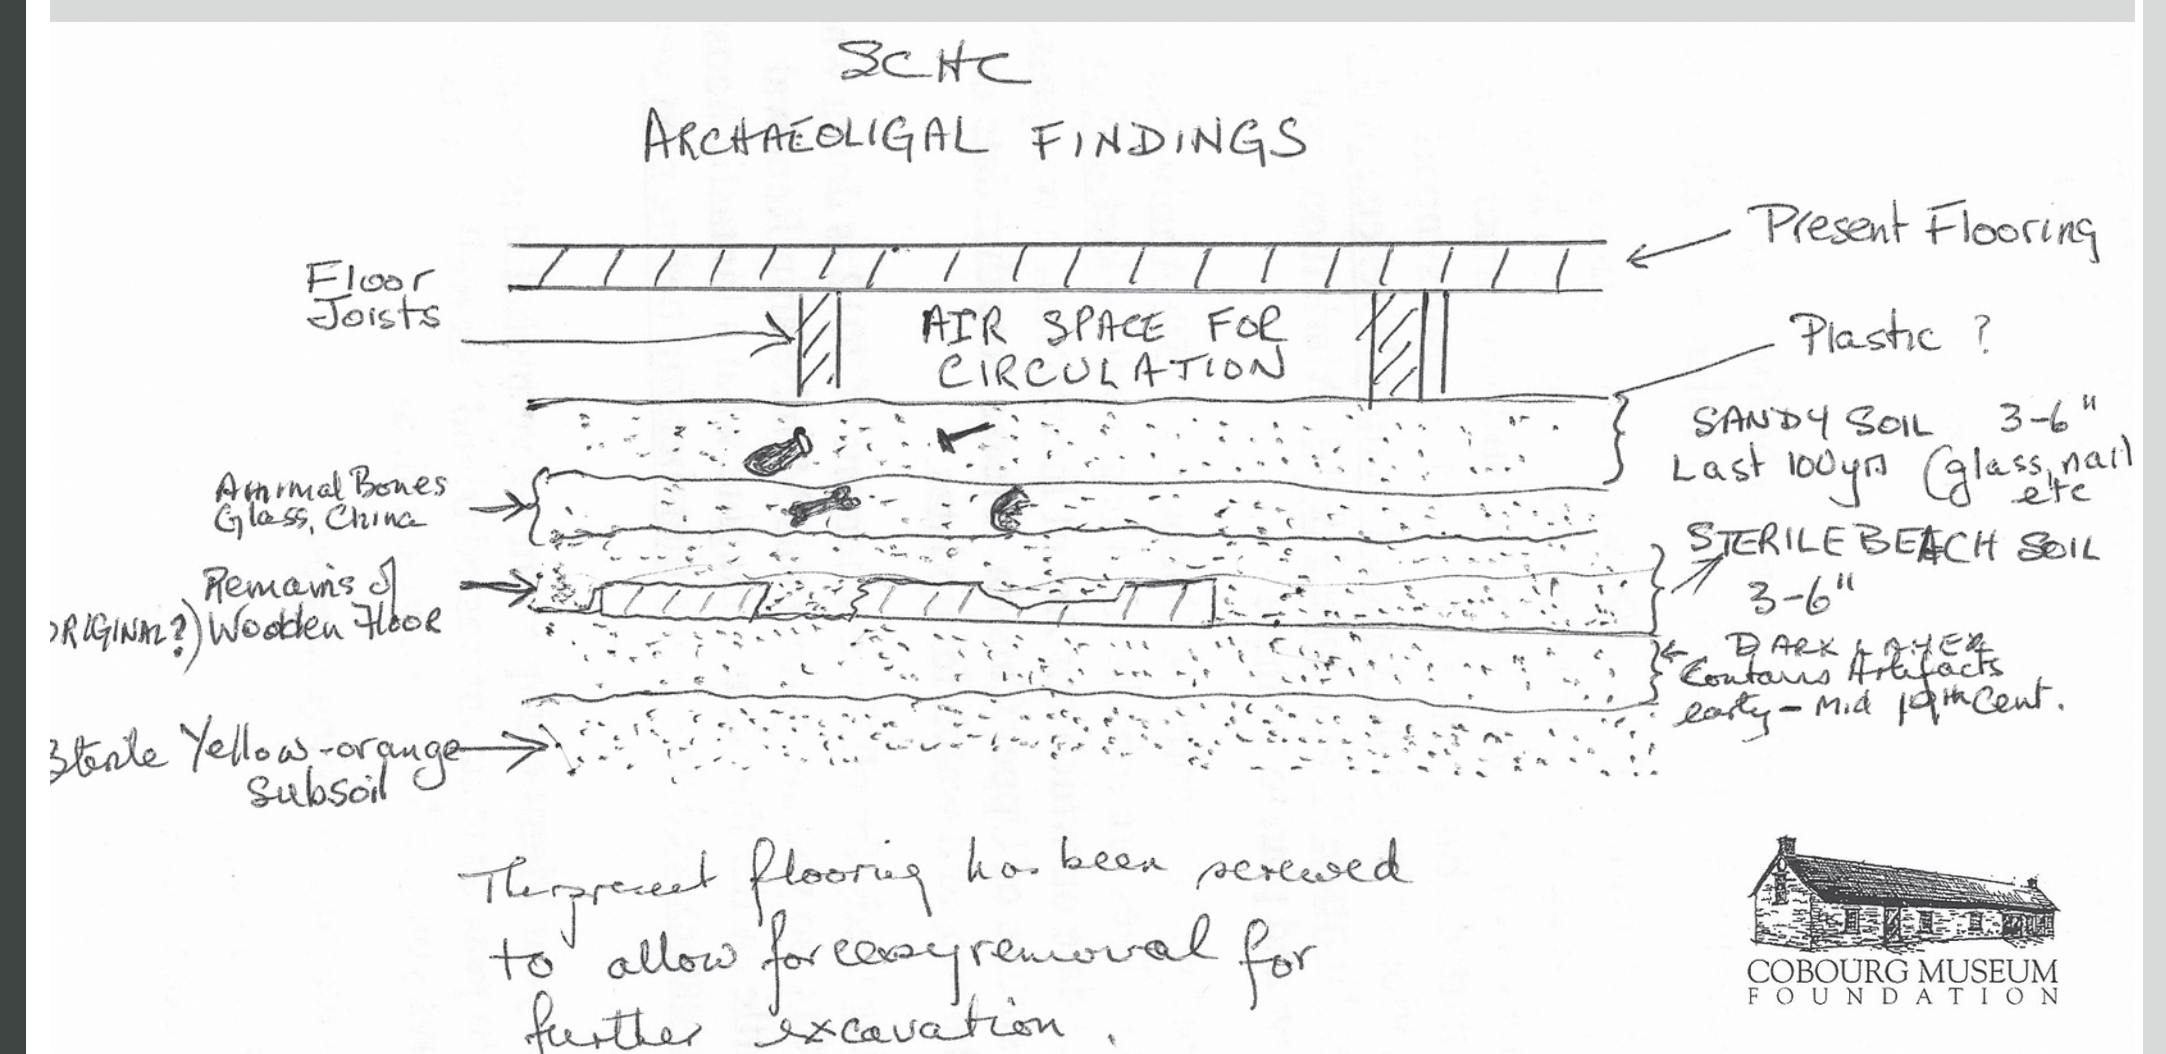 SCHC
ARCHAEOLIGAL FINDINGS
Present Flooring
Floor
Joists
AIR SPACE FOR
CIRCULATION
Plastic ?
SANDY SOIL 3-6"
Last 100yrs (glass, nail
etc
Animal Bones
Glass, China
STERILE BEACH SOIL
3-6"
Remains of
ORIGINAL?) Wooden Floor
DARK LAYER
Contains Artifacts
early - Mid 19th Cent.
Sterile Yellow-orange
Subsoil
The present flooring has been screwed
to allow for easy removal for
further excavation.
COBOURG MUSEUM
FOUNDATION